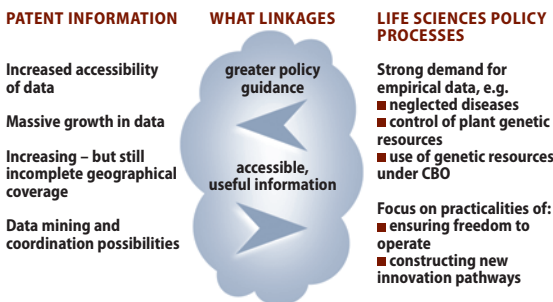 PATENT INFORMATION
Increased accessibility
of data
Massive growth in data
Increasing – but still
incomplete geographical
coverage
Data mining and
coordination possibilities
WHAT LINKAGES
greater policy
guidance
accessible,
useful information
LIFE SCIENCES POLICY
PROCESSES
Strong demand for
empirical data, e.g.
■ neglected diseases
■ control of plant genetic
resources
■ use of genetic resources
under CBO
Focus on practicalities of:
■ ensuring freedom to
operate
■ constructing new
innovation pathways